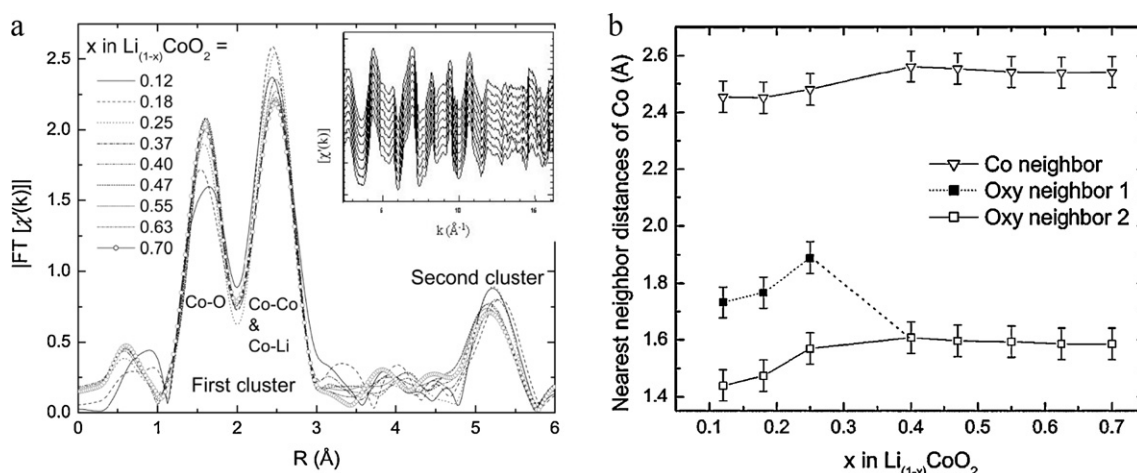 a
x in Li(1-x)CoO2 =
0.12
0.18
0.25
0.37
0.40
0.47
0.55
0.63
0.70
|FT [χ'(k)]|
2.5
2.0
1.5
1.0
0.5
0.0
Co-O
Co-Co
&
Co-Li
First cluster
Second cluster
0 1 2 3 4 5 6
R (Å)
[χ'(k)]
5 10 15
k (Å-1)
b
Nearest neighbor distances of Co (Å)
2.6
2.4
2.2
2.0
1.8
1.6
1.4
Co neighbor
Oxy neighbor 1
Oxy neighbor 2
0.1 0.2 0.3 0.4 0.5 0.6 0.7
x in Li(1-x)CoO2